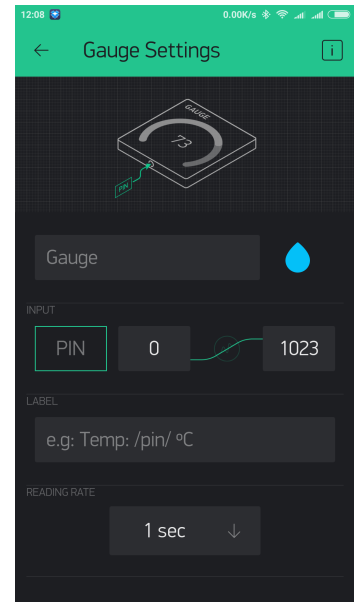 12:08 0.00K/s
Gauge Settings
GAUGE
73
PIN
Gauge
INPUT
PIN 0 1023
LABEL
e.g: Temp: /pin/ ºC
READING RATE
1 sec